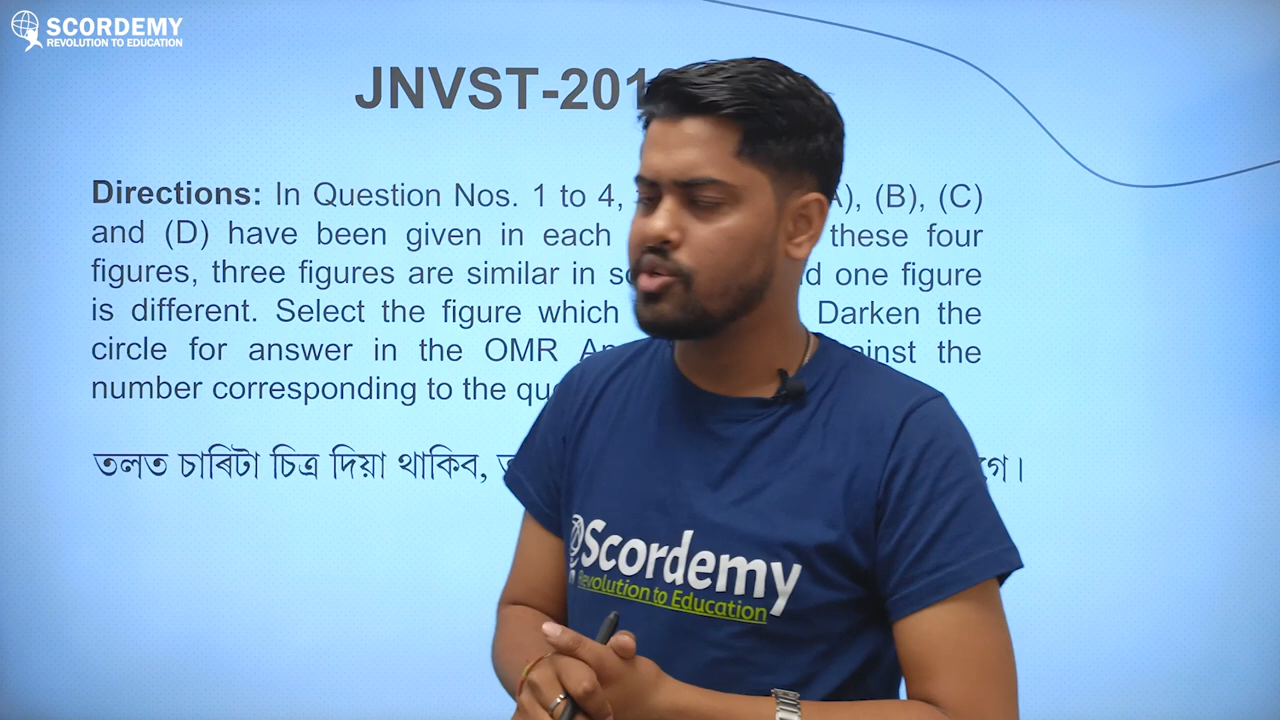 SCORDEMY
REVOLUTION TO EDUCATION
JNVST-201
Directions: In Question Nos. 1 to 4, (B), (C)
and (D) have been given in each these four
figures, three figures are similar in one figure
is different. Select the figure which Darken the
circle for answer in the OMR the
number corresponding to the
তলত চাৰিটা চিত্ৰ দিয়া থাকিব,
Scordemy
Revolution to Education